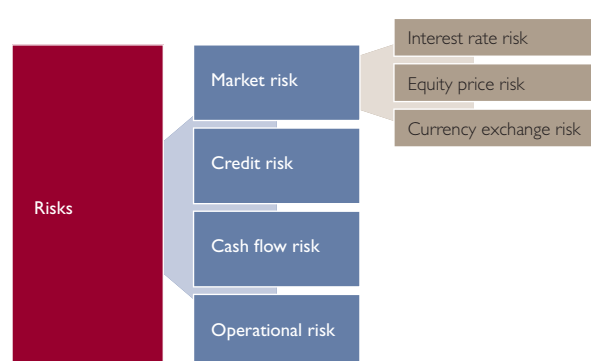 Risks
Market risk
Credit risk
Cash flow risk
Operational risk
Interest rate risk
Equity price risk
Currency exchange risk